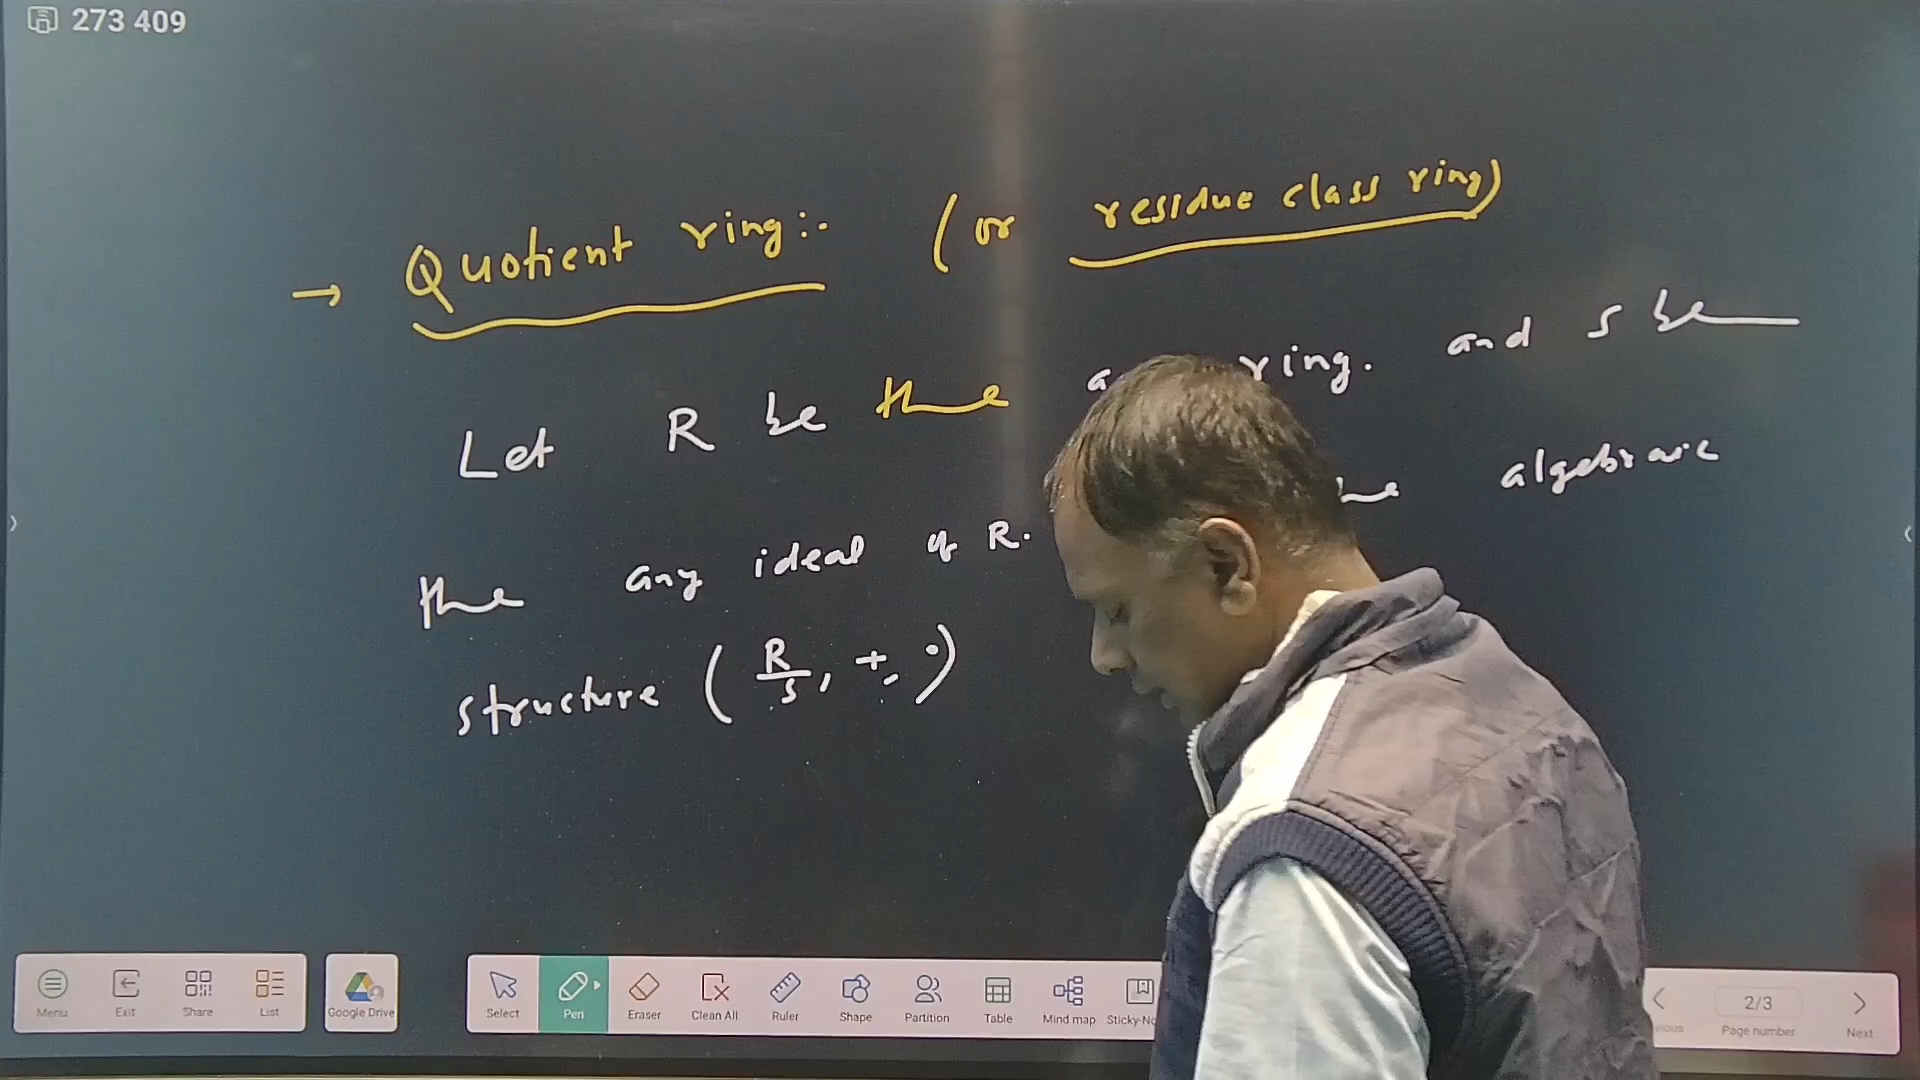 273 409
→ Quotient ring:- (or residue class ring)
Let R be the ring. and S be
the any ideal of R. algebraic
structure ( R/S, +, · )
Menu Exit Share List Google Drive Select Pen Eraser Clean All Ruler Shape Partition Table Mind map 2/3 Page number Next